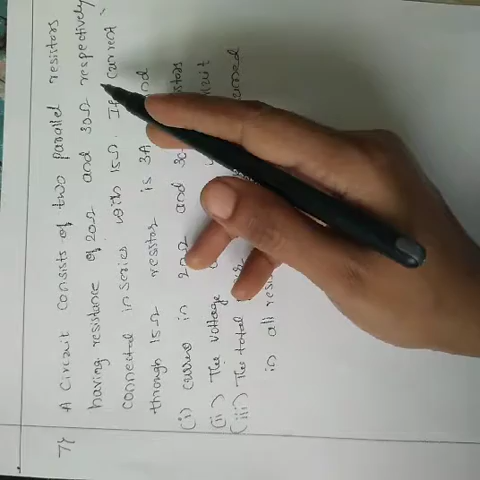 7) A Circuit consists of two parallel resistors
having resistance of 20Ω and 30Ω respectively
connected in series with 15Ω. If current
through 15Ω resistor is 3A
(i) current in 20Ω and
(ii) The voltage
(iii) The total
in all